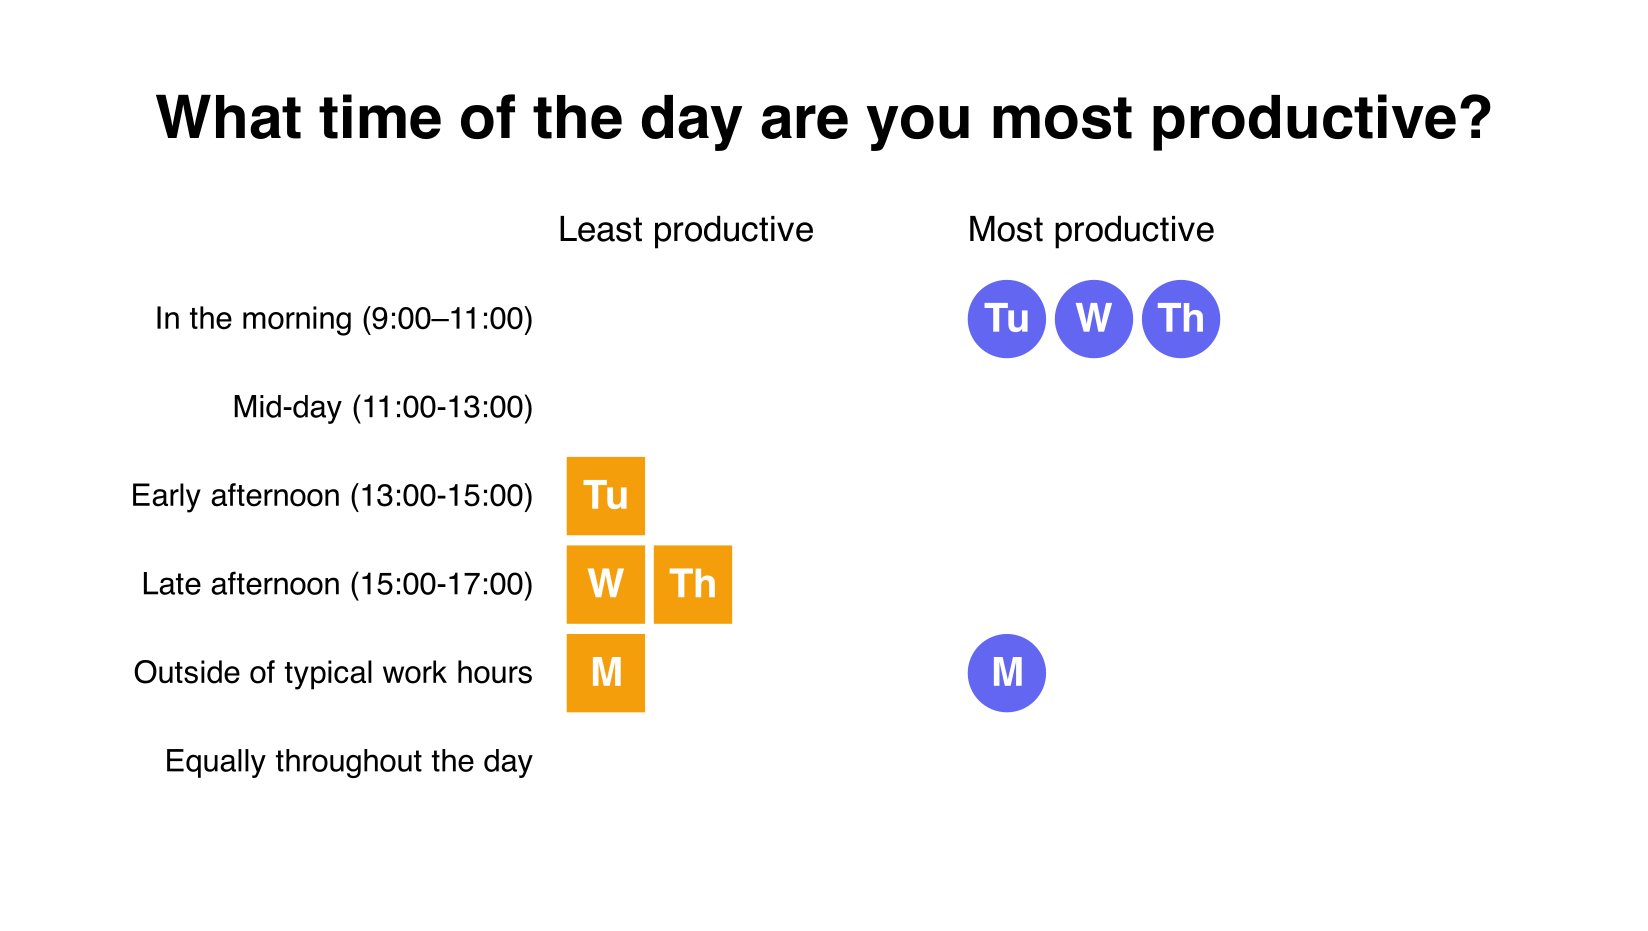 What time of the day are you most productive?
Least productive Most productive
In the morning (9:00–11:00) Tu W Th
Mid-day (11:00-13:00)
Early afternoon (13:00-15:00) Tu
Late afternoon (15:00-17:00) W Th
Outside of typical work hours M M
Equally throughout the day